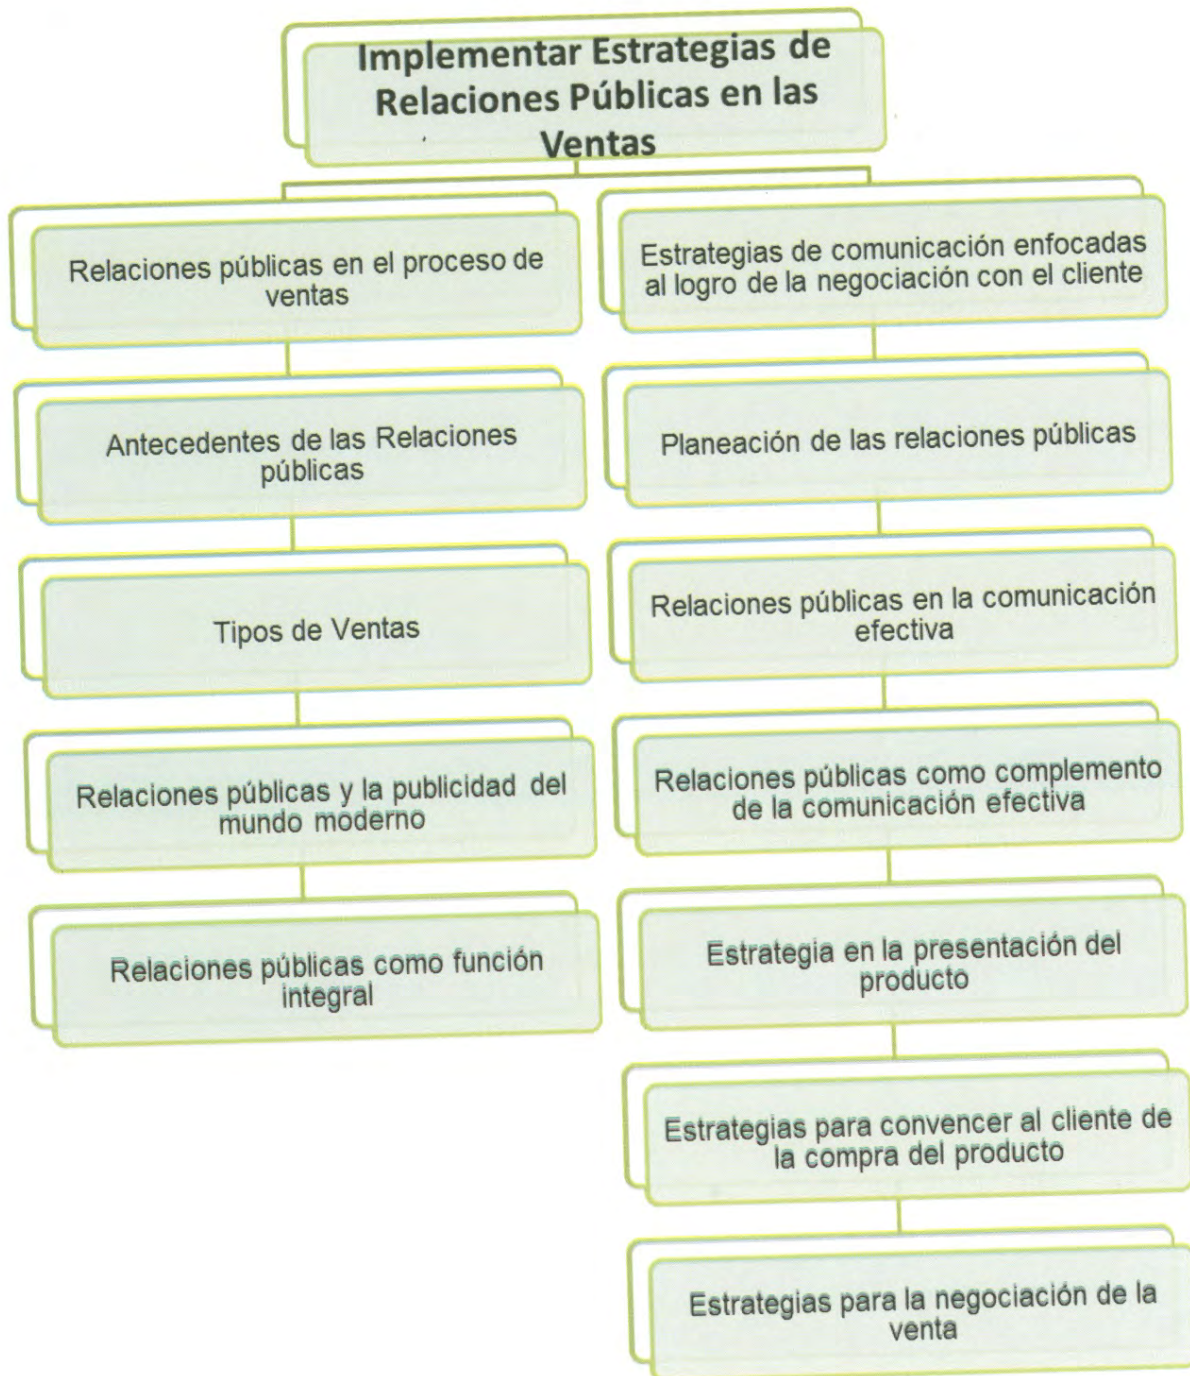 Implementar Estrategias de
Relaciones Públicas en las
Ventas
Relaciones públicas en el proceso de
ventas
Antecedentes de las Relaciones
públicas
Tipos de Ventas
Relaciones públicas y la publicidad del
mundo moderno
Relaciones públicas como función
integral
Estrategias de comunicación enfocadas
al logro de la negociación con el cliente
Planeación de las relaciones públicas
Relaciones públicas en la comunicación
efectiva
Relaciones públicas como complemento
de la comunicación efectiva
Estrategia en la presentación del
producto
Estrategias para convencer al cliente de
la compra del producto
Estrategias para la negociación de la
venta